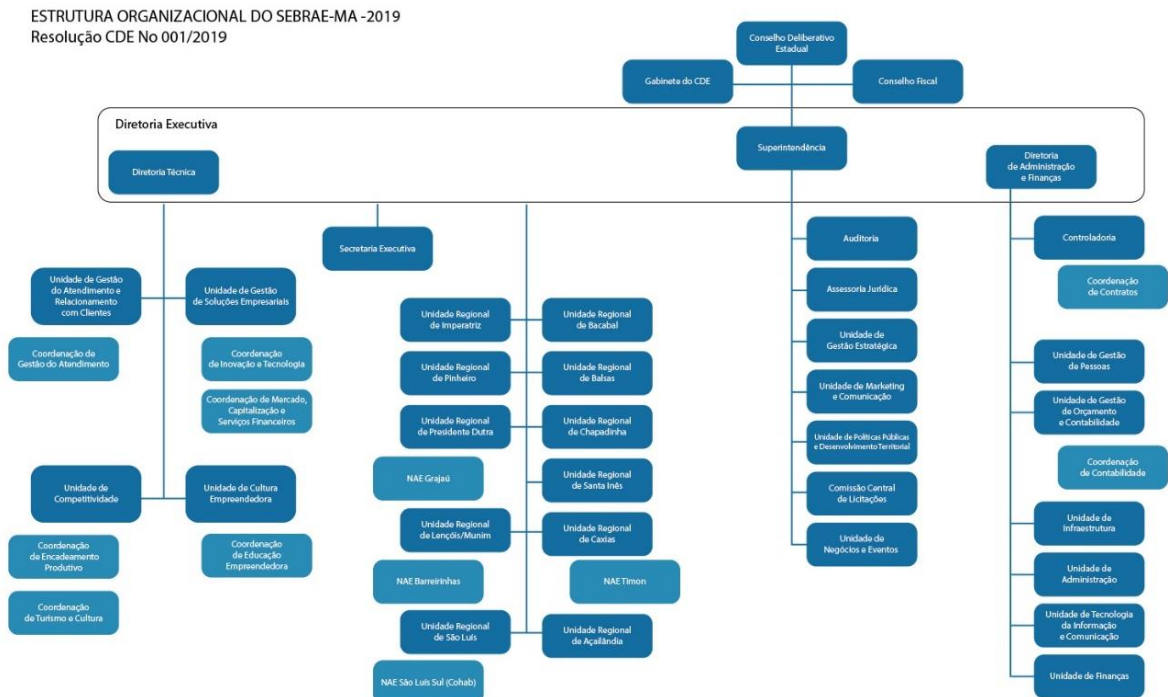 ESTRUTURA ORGANIZACIONAL DO SEBRAE-MA -2019
Resolução CDE No 001/2019
Conselho Deliberativo
Estadual
Gabinete do CDE
Conselho Fiscal
Diretoria Executiva
Diretoria Técnica
Superintendência
Diretoria
de Administração
e Finanças
Secretaria Executiva
Unidade de Gestão
do Atendimento e
Relacionamento
com Clientes
Unidade de Gestão
de Soluções Empresariais
Coordenação de
Gestão do Atendimento
Coordenação
de Inovação e Tecnologia
Coordenação de Mercado,
Capitalização e
Serviços Financeiros
Unidade de
Competitividade
Unidade de Cultura
Empreendedora
Coordenação
de Encadeamento
Produtivo
Coordenação
de Educação
Empreendedora
Coordenação
de Turismo e Cultura
Unidade Regional
de Imperatriz
Unidade Regional
de Bacabal
Unidade Regional
de Pinheiro
Unidade Regional
de Balsas
Unidade Regional
de Presidente Dutra
Unidade Regional
de Chapadinha
NAE Grajaú
Unidade Regional
de Santa Inês
Unidade Regional
de Lençóis/Munim
Unidade Regional
de Caxias
NAE Barreirinhas
NAE Timon
Unidade Regional
de São Luís
Unidade Regional
de Açailândia
NAE São Luís Sul (Cohab)
Auditoria
Assessoria Jurídica
Unidade de
Gestão Estratégica
Unidade de Marketing
e Comunicação
Unidade de Políticas Públicas
e Desenvolvimento Territorial
Comissão Central
de Licitações
Unidade de
Negócios e Eventos
Controladoria
Coordenação
de Contratos
Unidade de Gestão
de Pessoas
Unidade de Gestão
de Orçamento
e Contabilidade
Coordenação
de Contabilidade
Unidade de
Infraestrutura
Unidade de
Administração
Unidade de Tecnologia
da Informação
e Comunicação
Unidade de Finanças